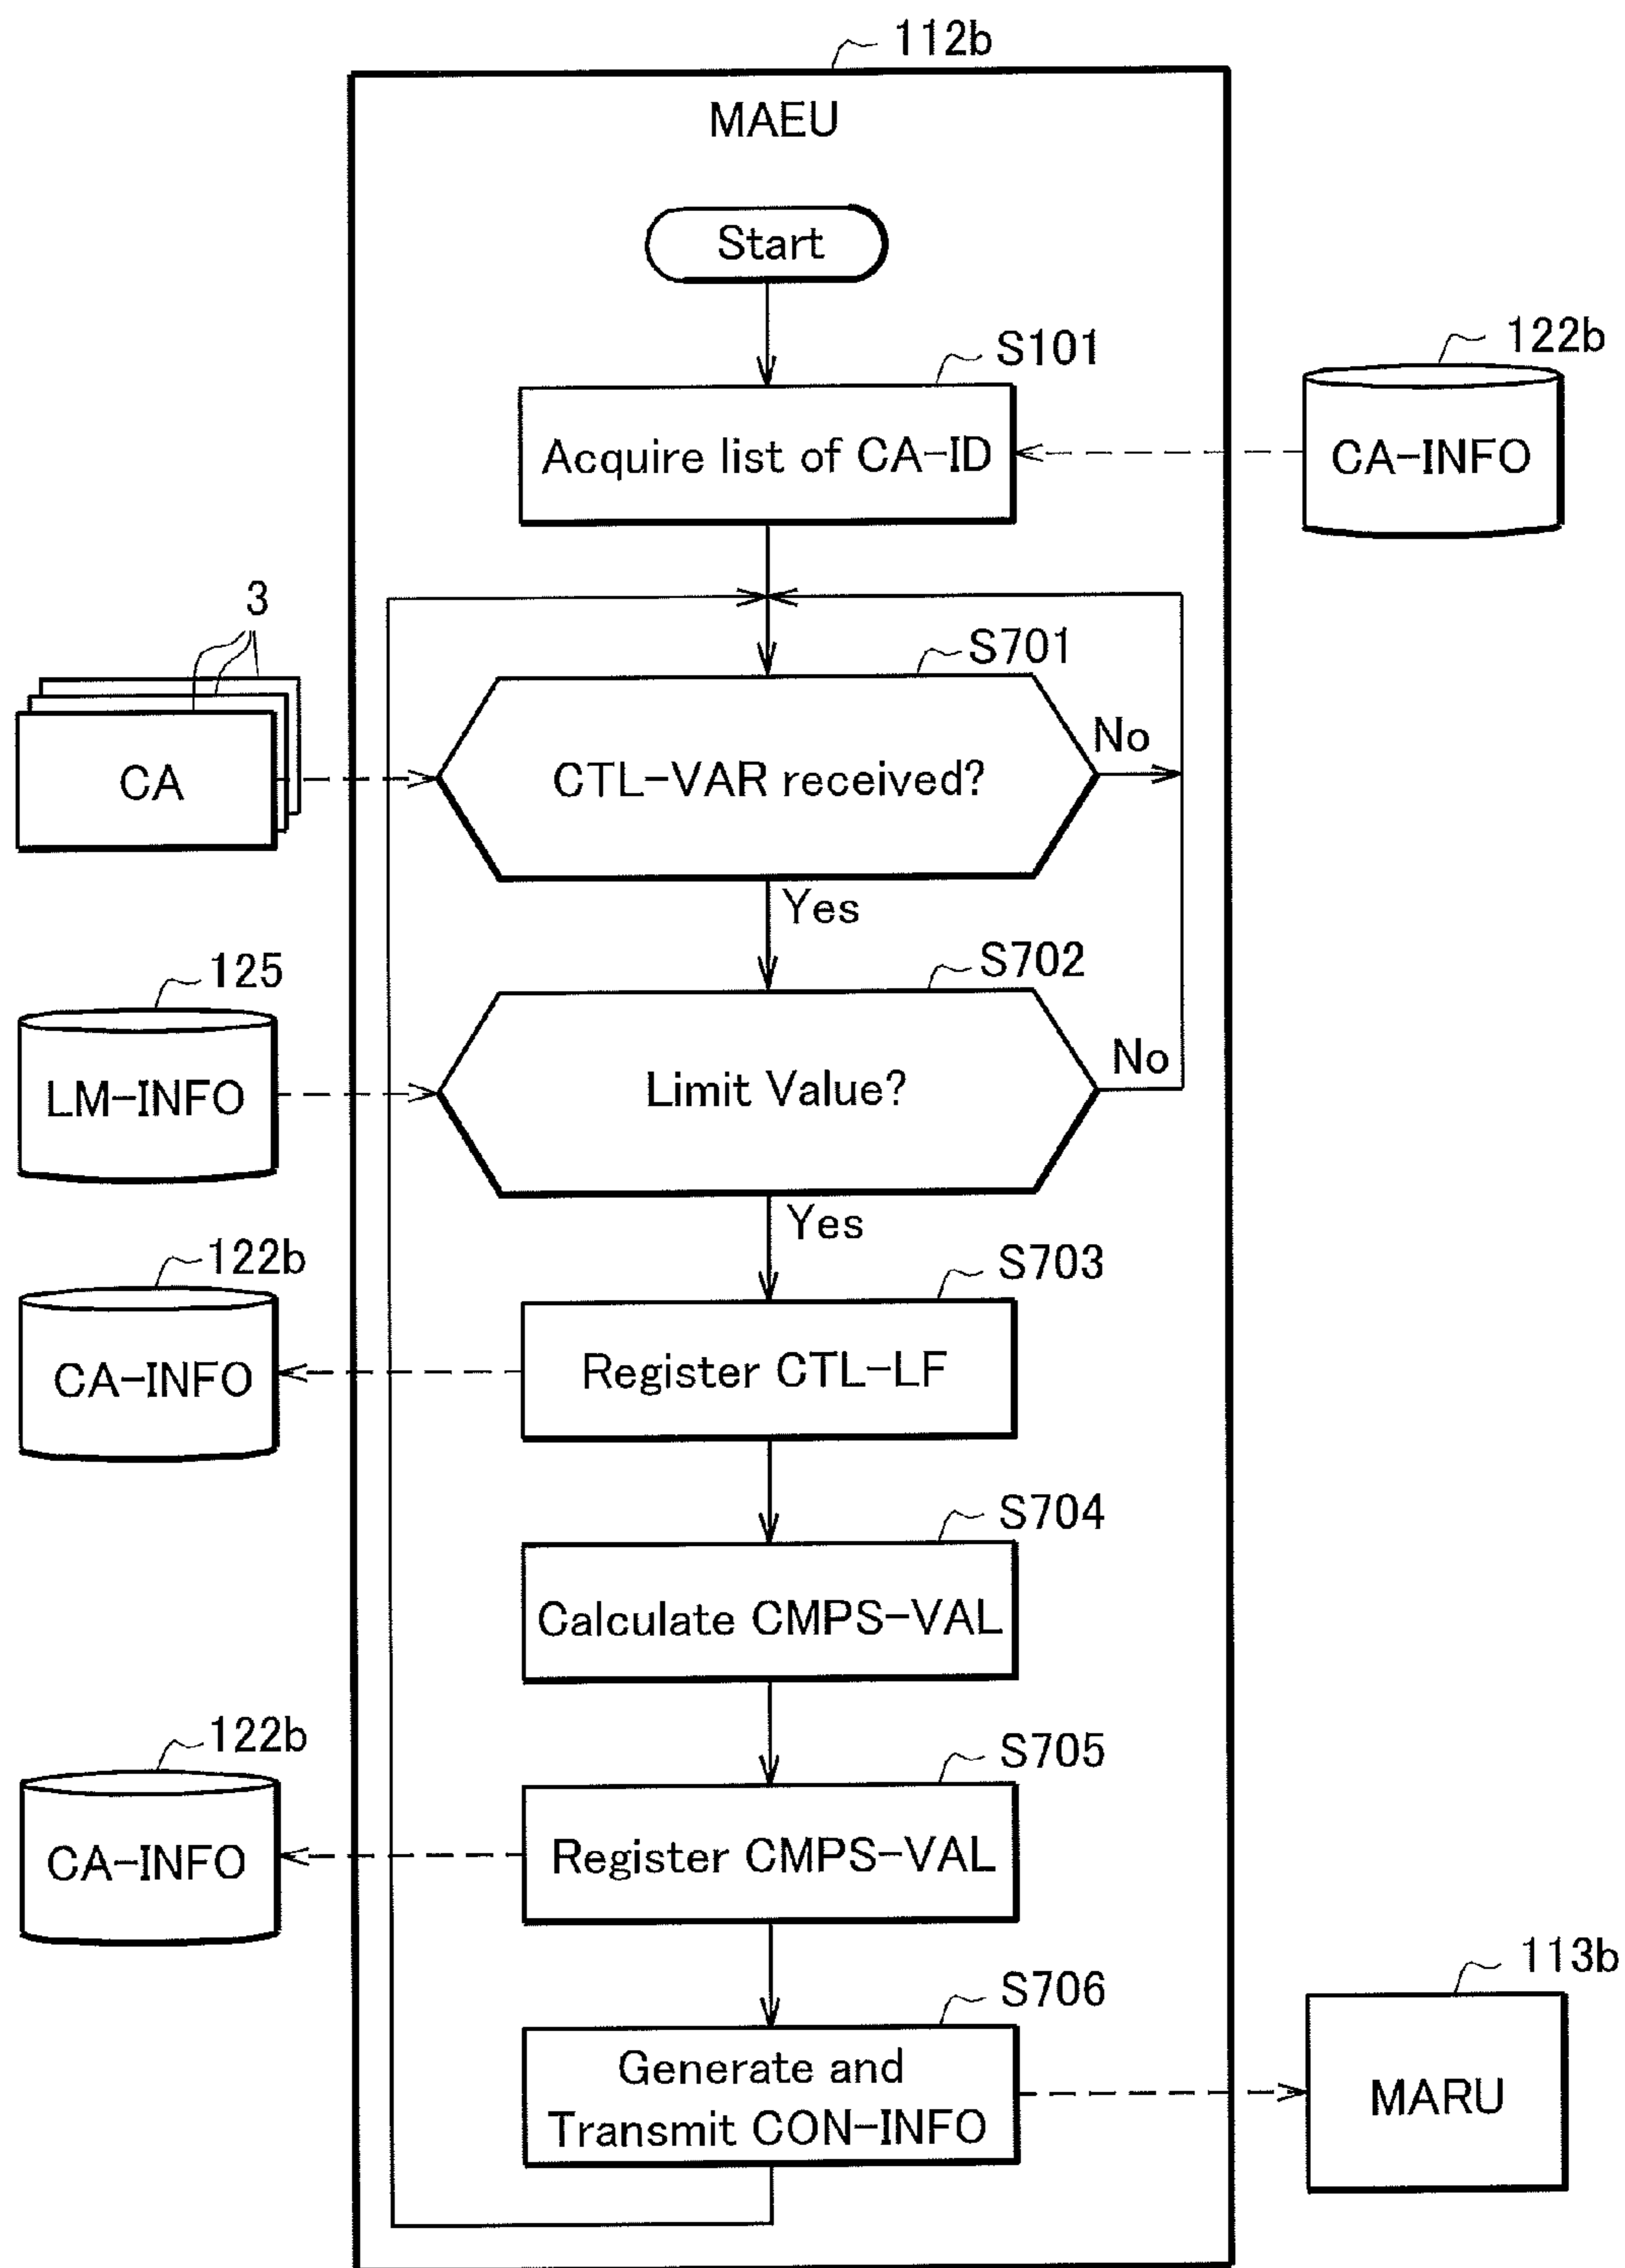 112b
MAEU
Start
S101
122b
Acquire list of CA-ID
CA-INFO
3
S701
CA
CTL-VAR received?
No
Yes
125
S702
LM-INFO
Limit Value?
No
Yes
122b
S703
CA-INFO
Register CTL-LF
S704
Calculate CMPS-VAL
122b
S705
CA-INFO
Register CMPS-VAL
S706
113b
Generate and
Transmit CON-INFO
MARU